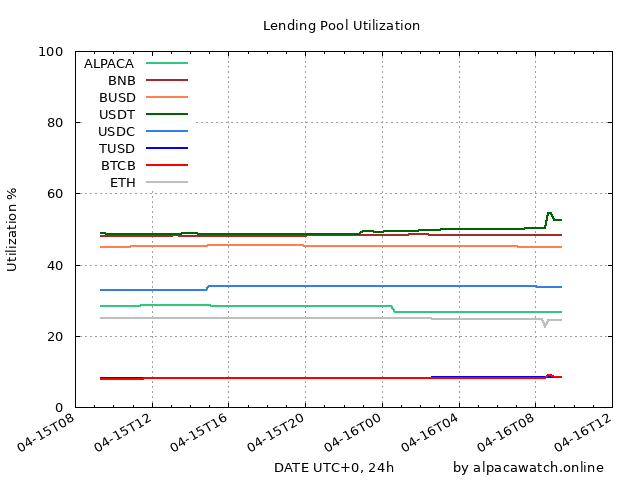 Lending Pool Utilization
100
80
60
40
20
0
Utilization %
ALPACA
BNB
BUSD
USDT
USDC
TUSD
BTCB
ETH
04-15T08
04-15T12
04-15T16
04-15T20
04-16T00
04-16T04
04-16T08
04-16T12
DATE UTC+0, 24h
by alpacawatch.online